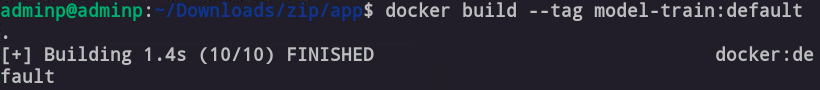 adminp@adminp:~/Downloads/zip/app$ docker build --tag model-train:default
.
[+] Building 1.4s (10/10) FINISHED docker:de
fault